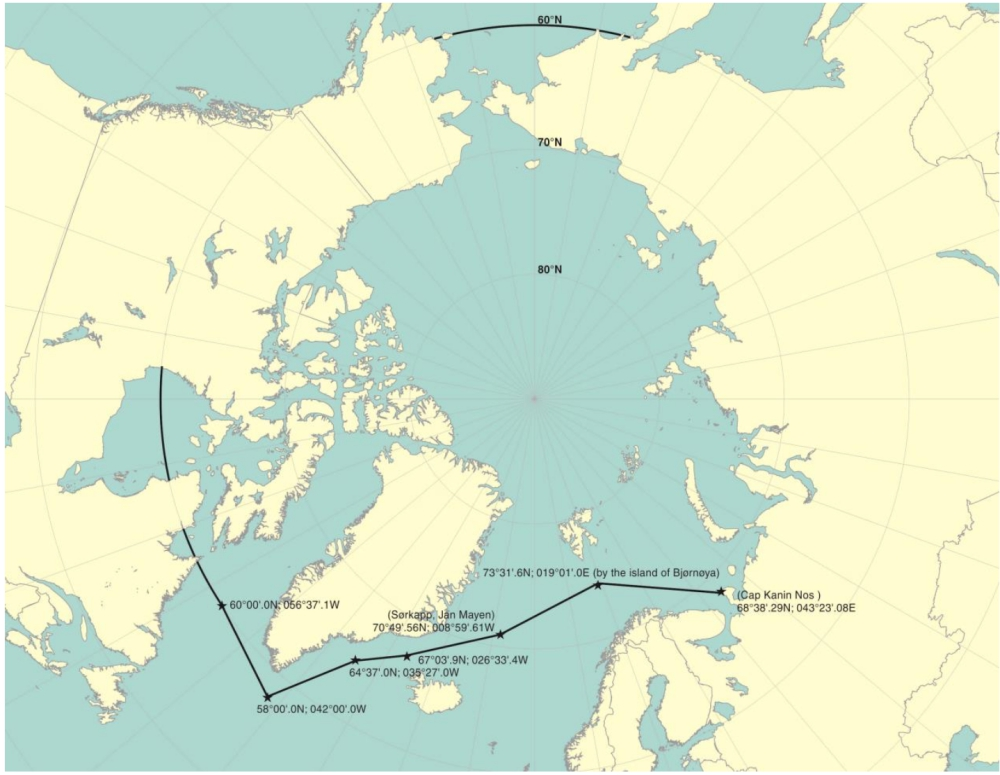 60°N
70°N
80°N
73°31'.6N; 019°01'.0E (by the island of Bjørnøya)
(Cap Kanin Nos )
68°38'.29N; 043°23'.08E
60°00'.0N; 056°37'.1W
(Sørkapp, Jan Mayen)
70°49'.56N; 008°59'.61W
67°03'.9N; 026°33'.4W
64°37'.0N; 035°27'.0W
58°00'.0N; 042°00'.0W